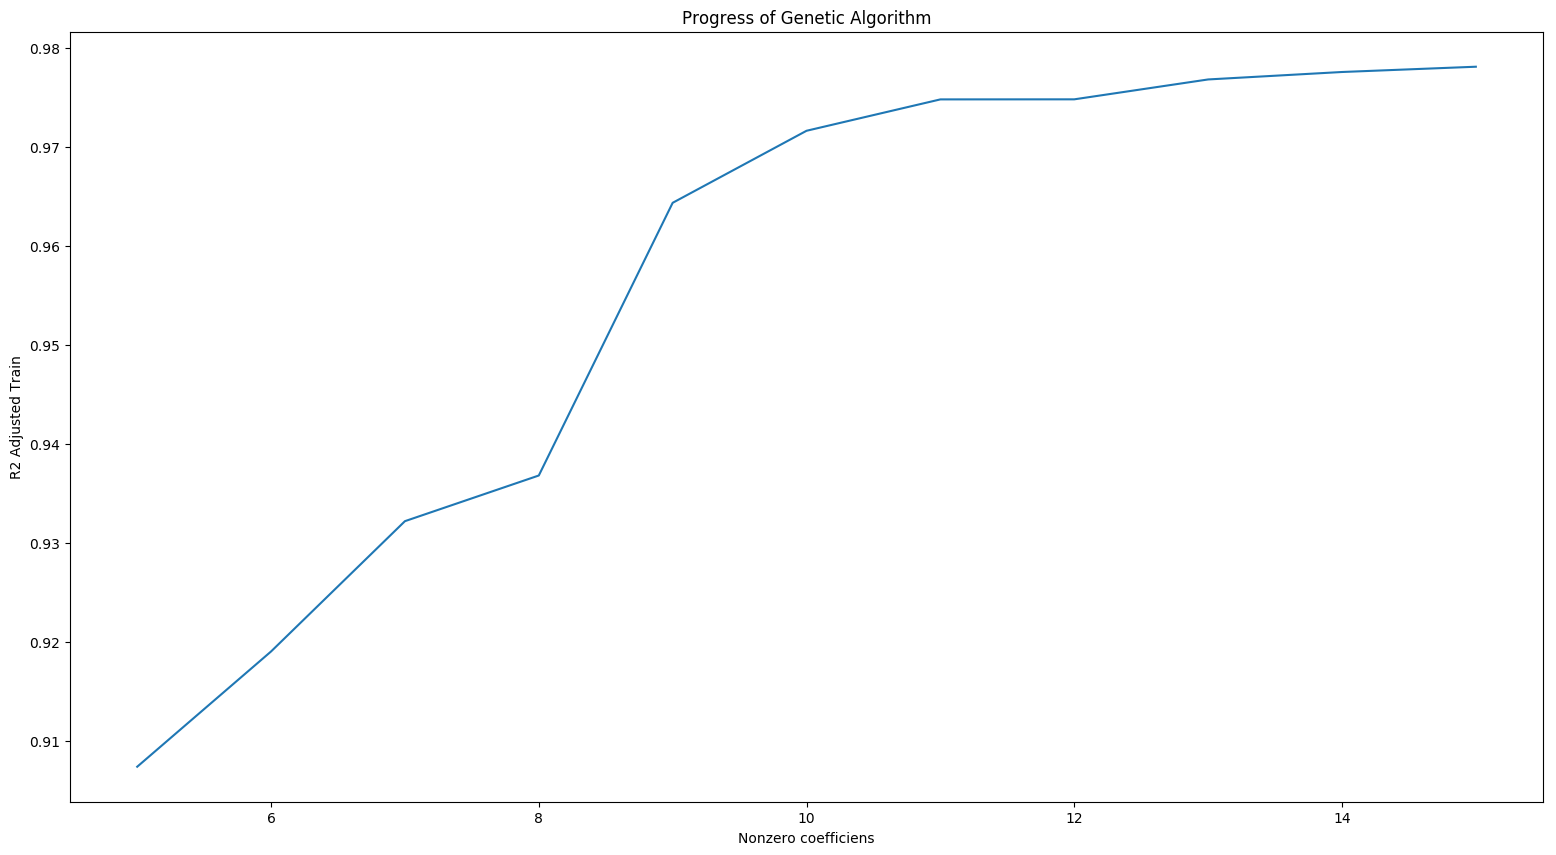 Progress of Genetic Algorithm
0.98
0.97
0.96
0.95
0.94
0.93
0.92
0.91
R2 Adjusted Train
6 8 10 12 14
Nonzero coefficiens